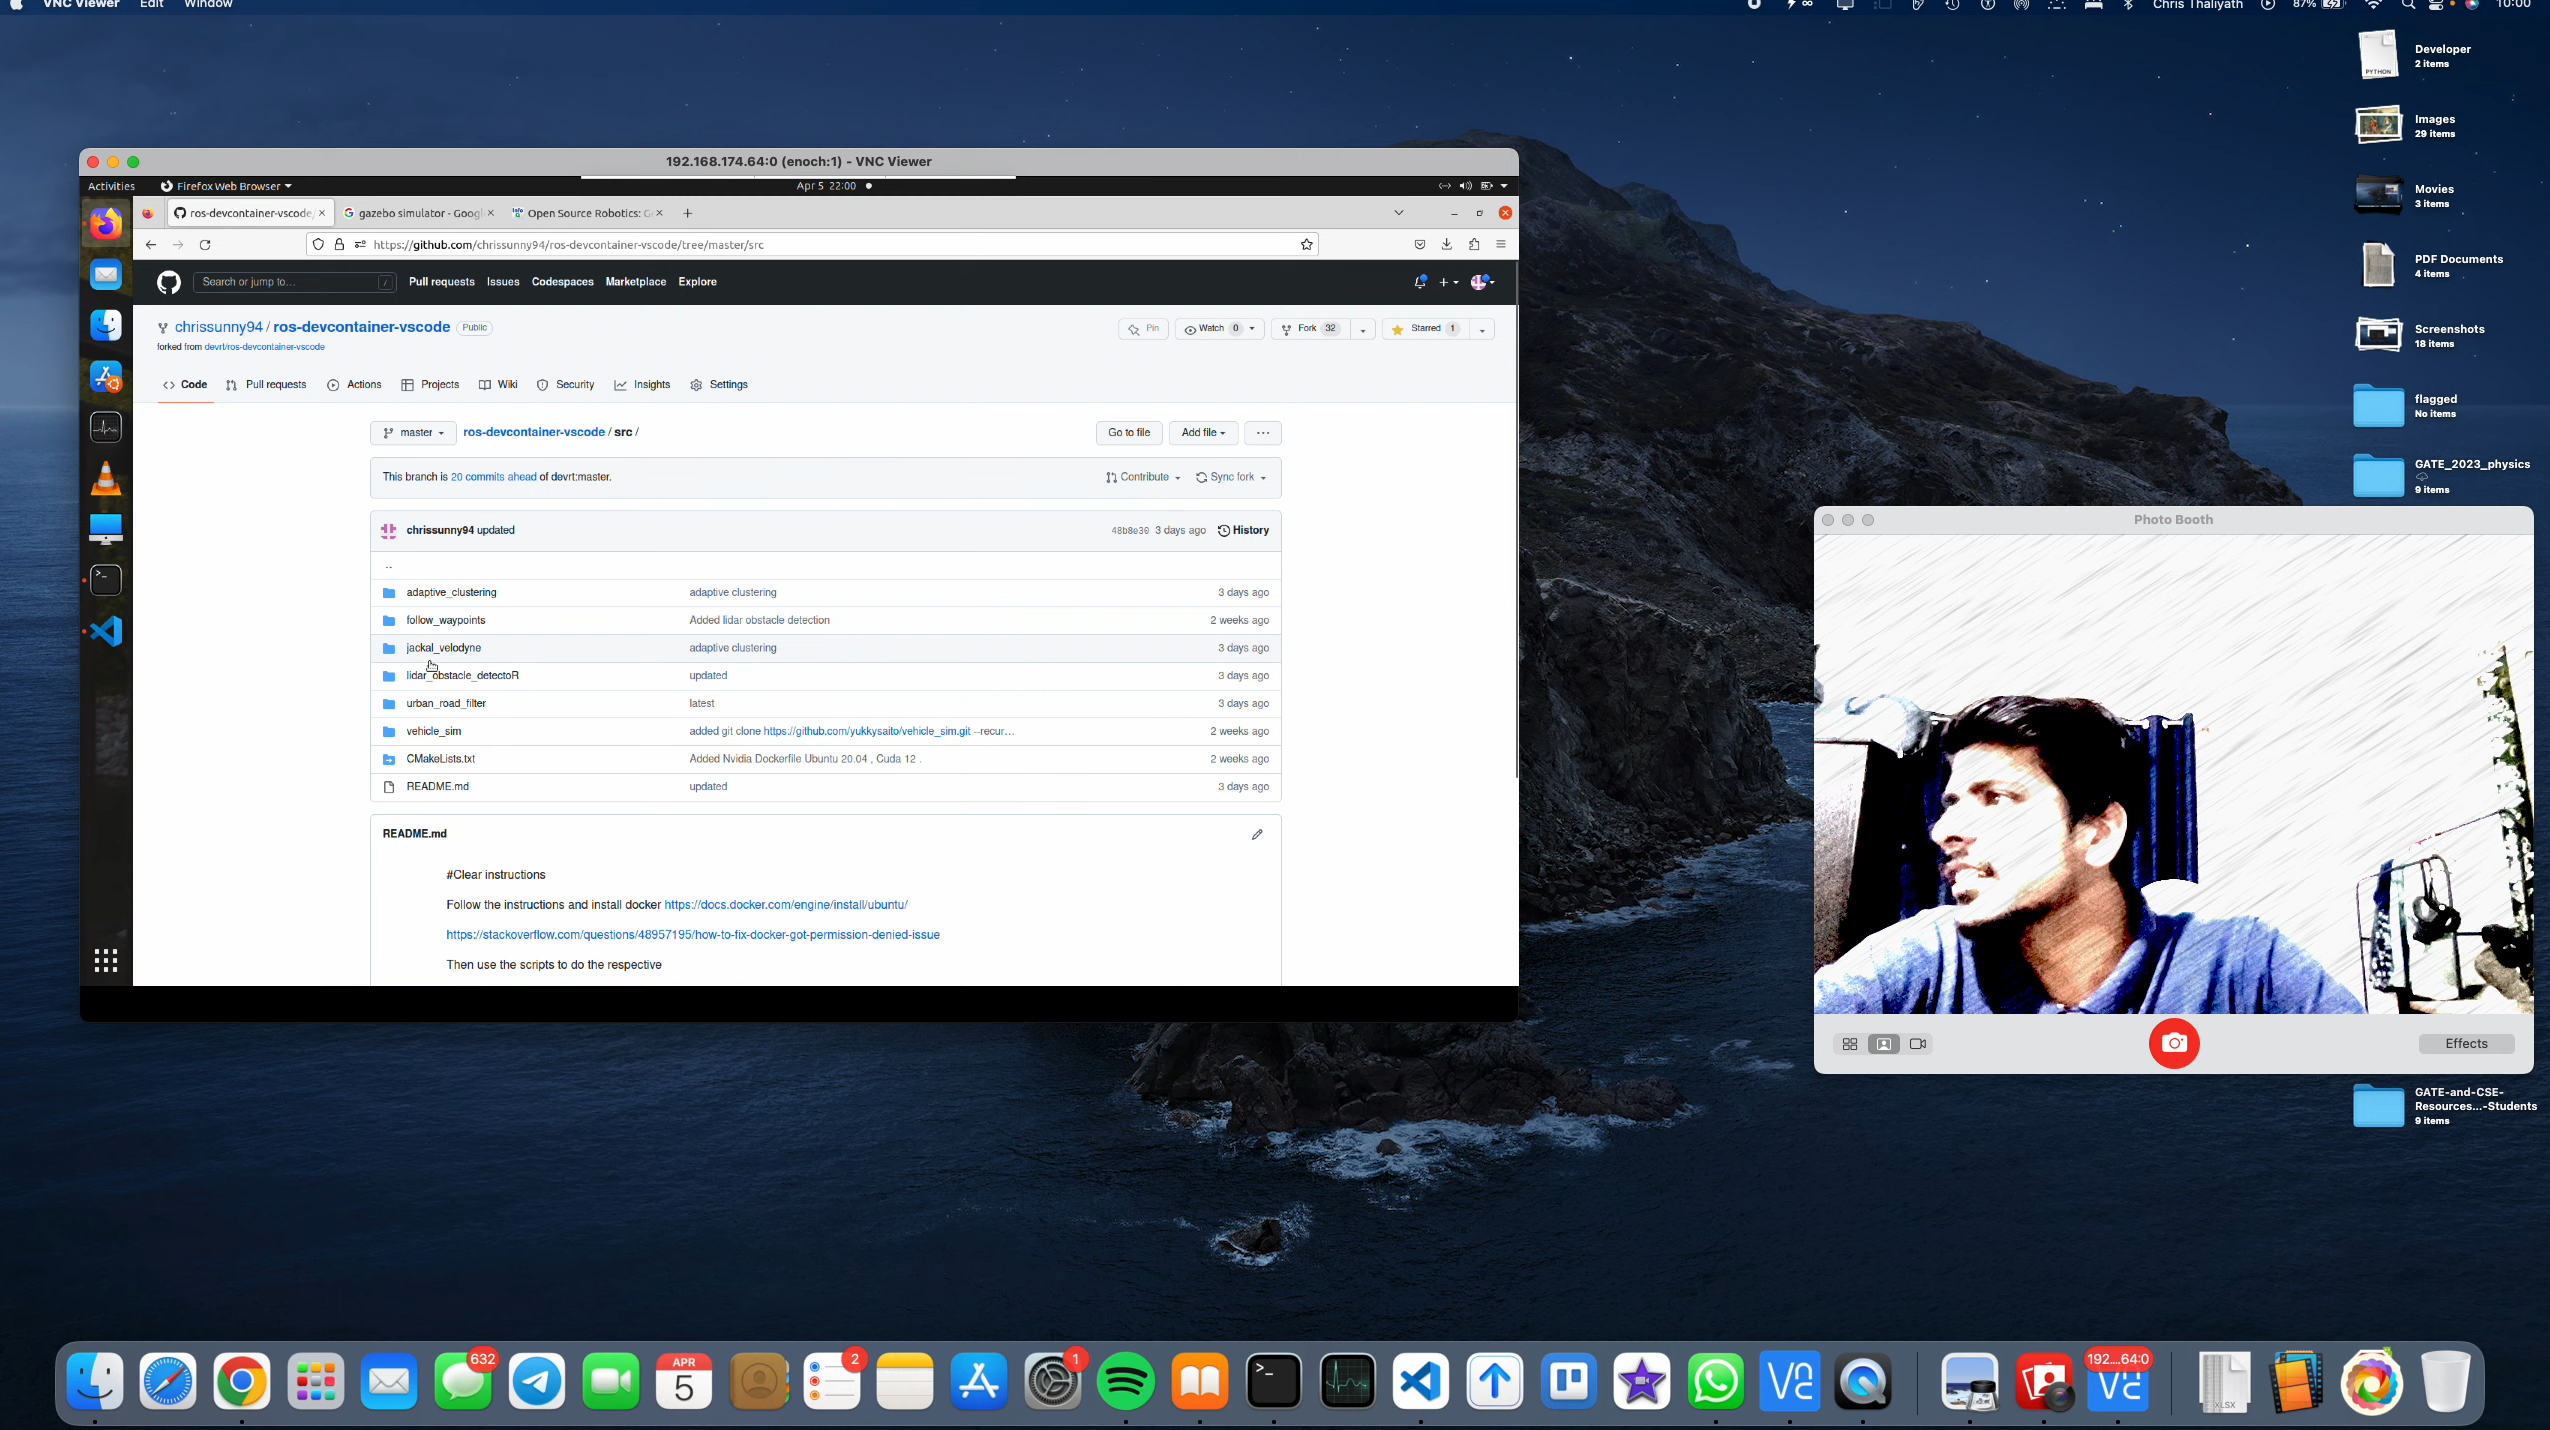 VNC Viewer Edit Window
Chris Thaliyath 87% 10:00
Developer
2 items
PYTHON
Images
29 items
Movies
3 items
PDF Documents
4 items
Screenshots
18 items
flagged
No items
GATE_2023_physics
9 items
192.168.174.64:0 (enoch:1) - VNC Viewer
Activities Firefox Web Browser Apr 5 22:00
ros-devcontainer-vscode/ gazebo simulator - Googl Open Source Robotics: G
https://github.com/chrissunny94/ros-devcontainer-vscode/tree/master/src
Search or jump to... / Pull requests Issues Codespaces Marketplace Explore
chrissunny94 / ros-devcontainer-vscode Public
Pin Watch 0 Fork 32 Starred 1
forked from devrt/ros-devcontainer-vscode
Code Pull requests Actions Projects Wiki Security Insights Settings
master ros-devcontainer-vscode / src / Go to file Add file ...
This branch is 20 commits ahead of devrt:master. Contribute Sync fork
chrissunny94 updated 48b8e30 3 days ago History
..
adaptive_clustering adaptive clustering 3 days ago
follow_waypoints Added lidar obstacle detection 2 weeks ago
jackal_velodyne adaptive clustering 3 days ago
lidar_obstacle_detectoR updated 3 days ago
urban_road_filter latest 3 days ago
vehicle_sim added git clone https://github.com/yukkysaito/vehicle_sim.git --recur... 2 weeks ago
CMakeLists.txt Added Nvidia Dockerfile Ubuntu 20.04 , Cuda 12 . 2 weeks ago
README.md updated 3 days ago
README.md
#Clear instructions
Follow the instructions and install docker https://docs.docker.com/engine/install/ubuntu/
https://stackoverflow.com/questions/48957195/how-to-fix-docker-got-permission-denied-issue
Then use the scripts to do the respective
Photo Booth
Effects
GATE-and-CSE-
Resources...-Students
9 items
632
APR
5
2
1
192....64:0
XLSX